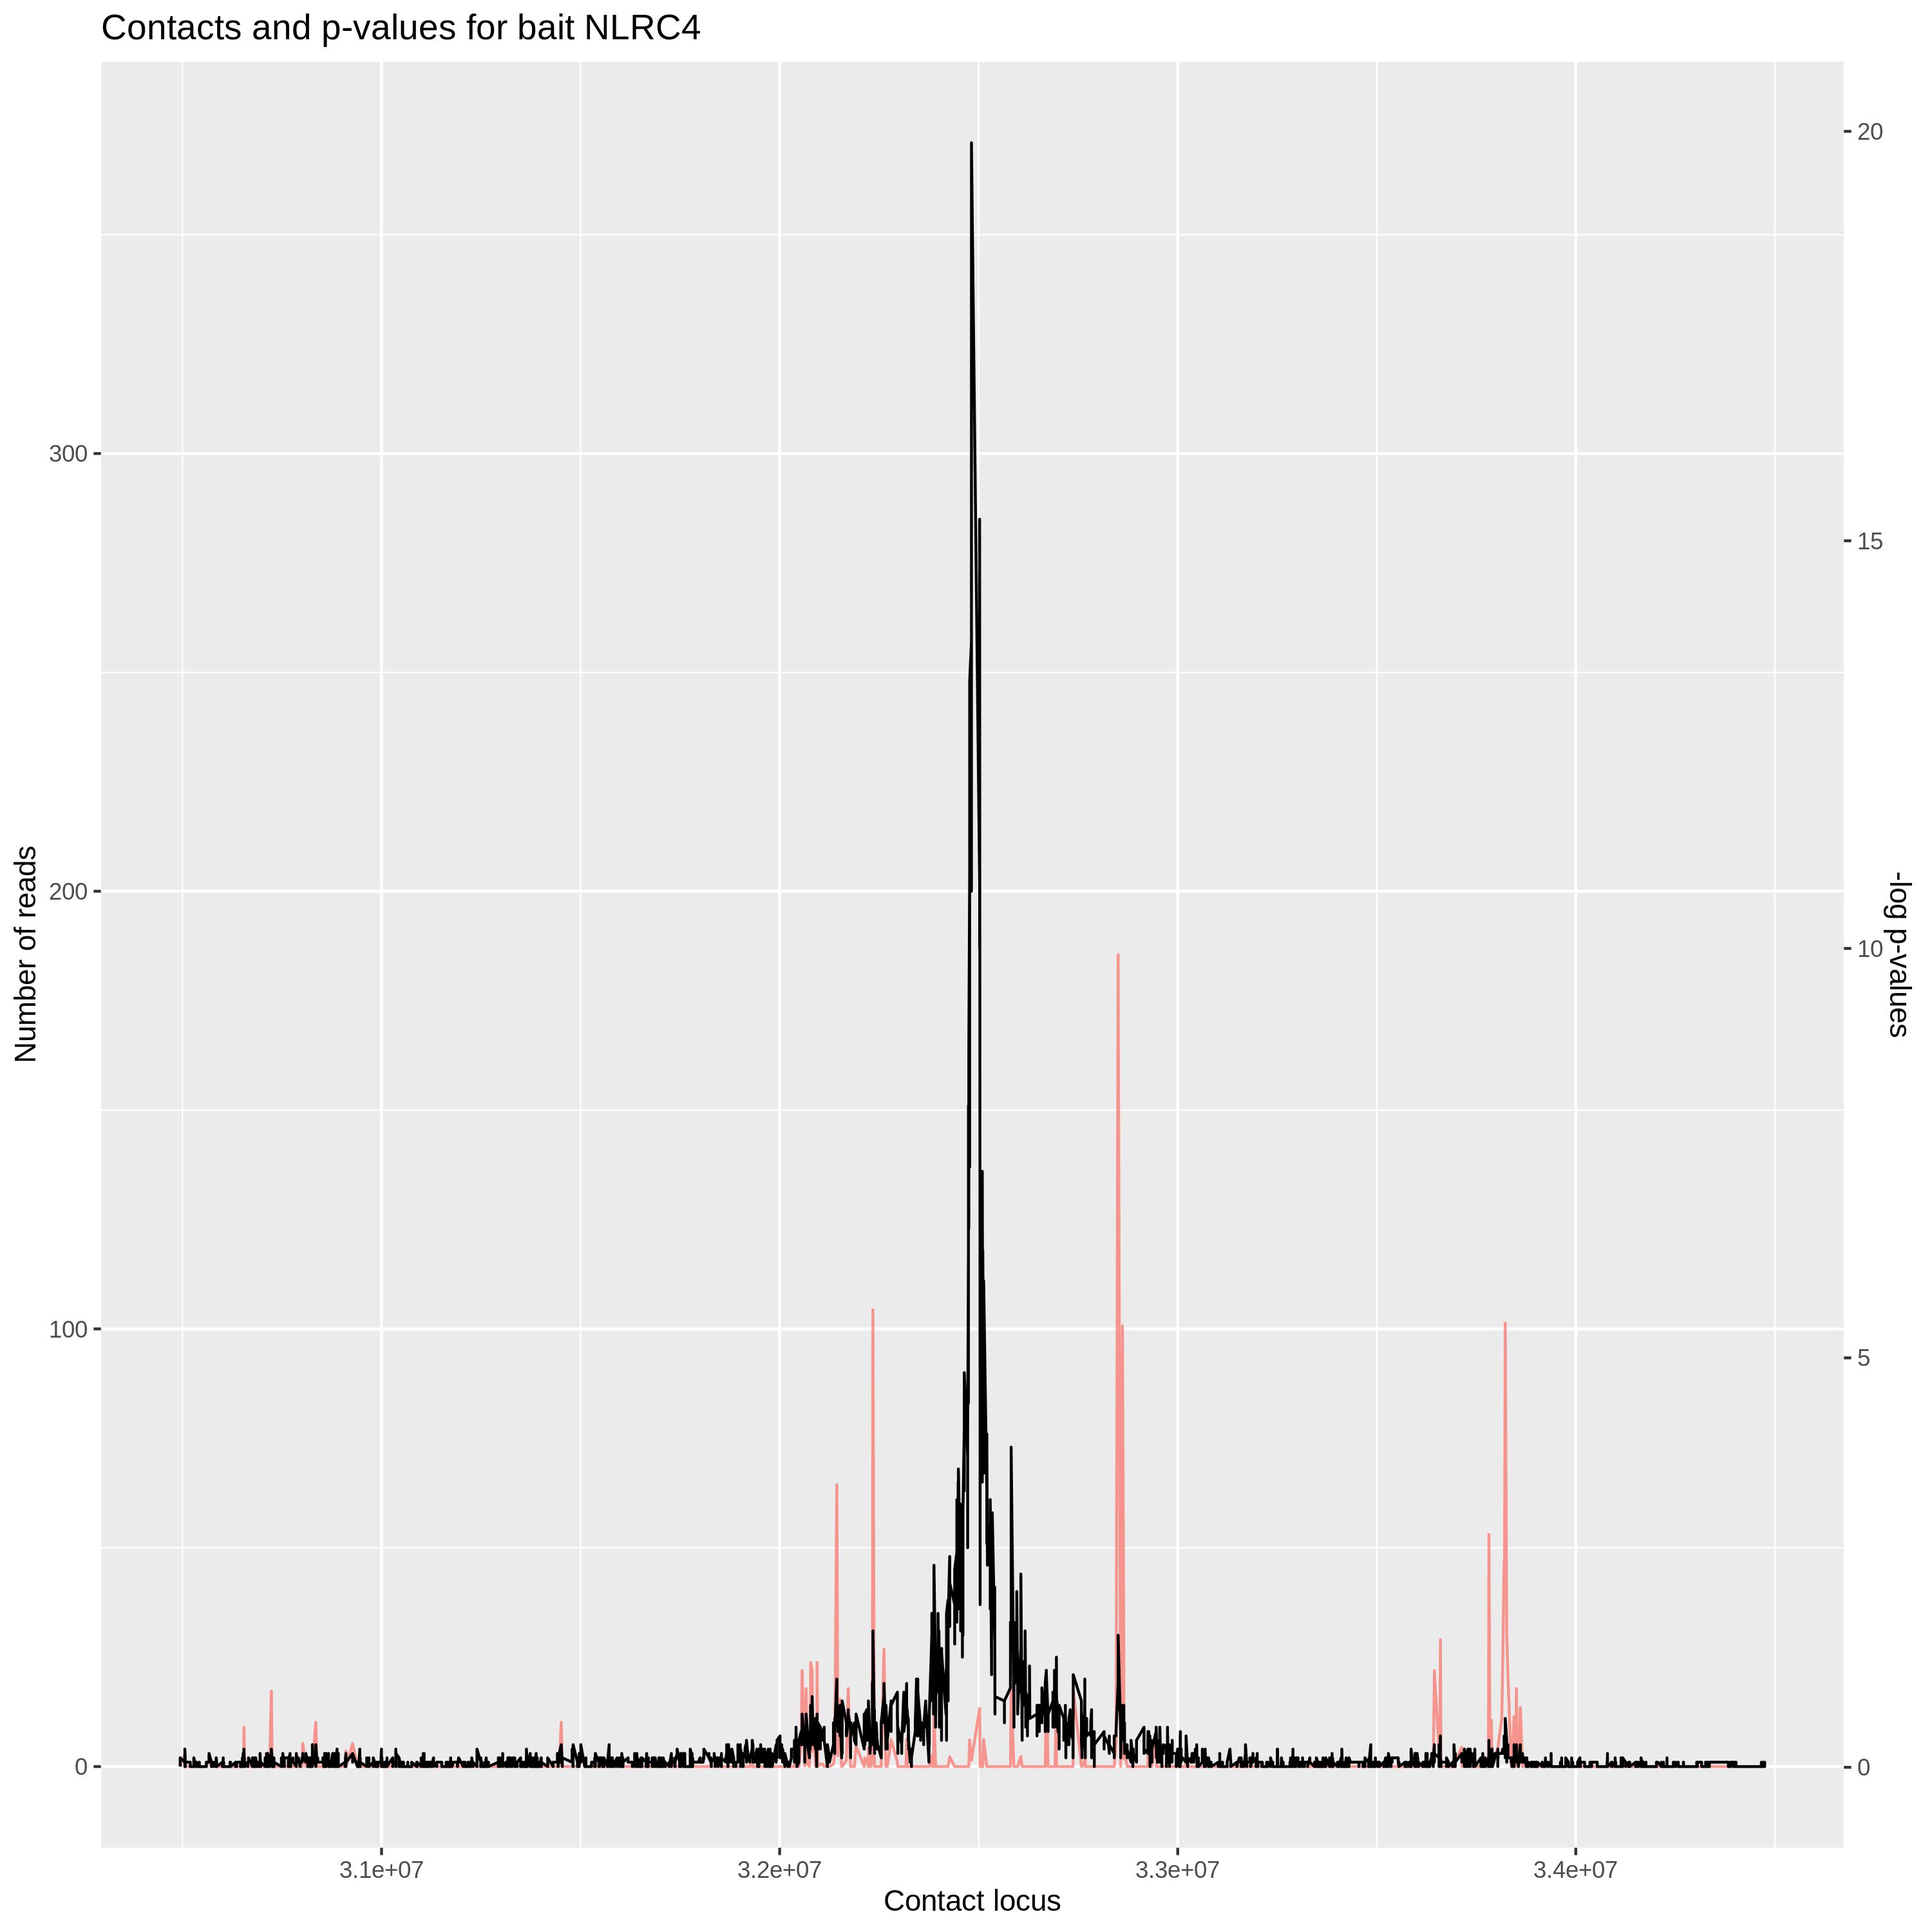 Contacts and p-values for bait NLRC4
Number of reads
300
200
100
0
20
15
10
5
0
-log p-values
3.1e+07
3.2e+07
3.3e+07
3.4e+07
Contact locus